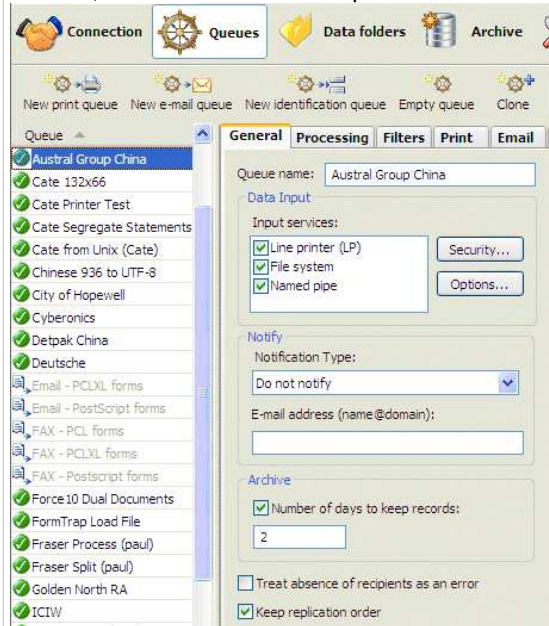 Connection Queues Data folders Archive
New print queue New e-mail queue New identification queue Empty queue Clone
Queue
Austral Group China
Cate 132x66
Cate Printer Test
Cate Segregate Statements
Cate from Unix (Cate)
Chinese 936 to UTF-8
City of Hopewell
Cyberonics
Detpak China
Deutsche
Email - PCLXL forms
Email - PostScript forms
FAX - PCL forms
FAX - PCLXL forms
FAX - Postscript forms
Force10 Dual Documents
FormTrap Load File
Fraser Process (paul)
Fraser Split (paul)
Golden North RA
ICIW
General Processing Filters Print Email
Queue name: Austral Group China
Data Input
Input services:
Line printer (LP)
File system
Named pipe
Security...
Options...
Notify
Notification Type:
Do not notify
E-mail address (name@domain):
Archive
Number of days to keep records:
2
Treat absence of recipients as an error
Keep replication order